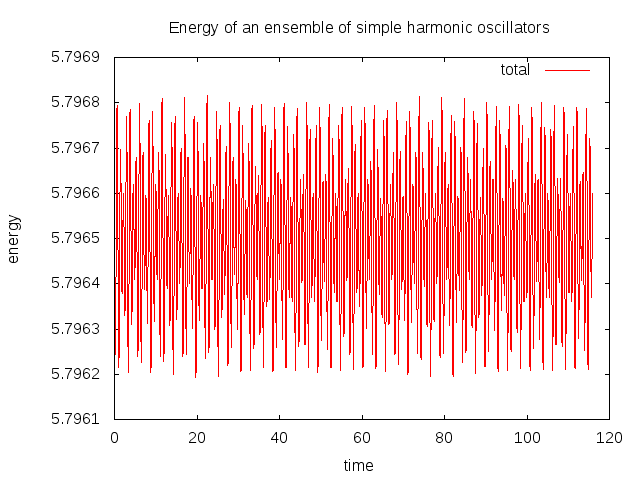 Energy of an ensemble of simple harmonic oscillators
5.7969
total
5.7968
5.7967
5.7966
energy
5.7965
5.7964
5.7963
5.7962
5.7961
0 20 40 60 80 100 120
time